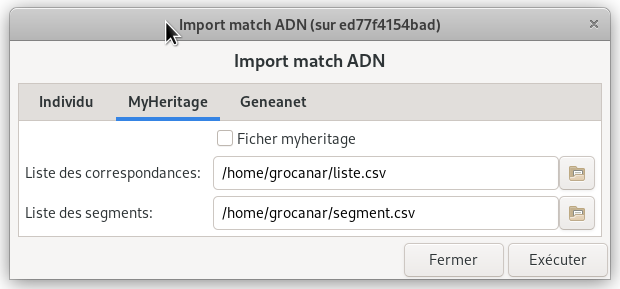 Import match ADN (sur ed77f4154bad)
Import match ADN
Individu MyHeritage Geneanet
Ficher myheritage
Liste des correspondances: /home/grocanar/liste.csv
Liste des segments: /home/grocanar/segment.csv
Fermer Exécuter